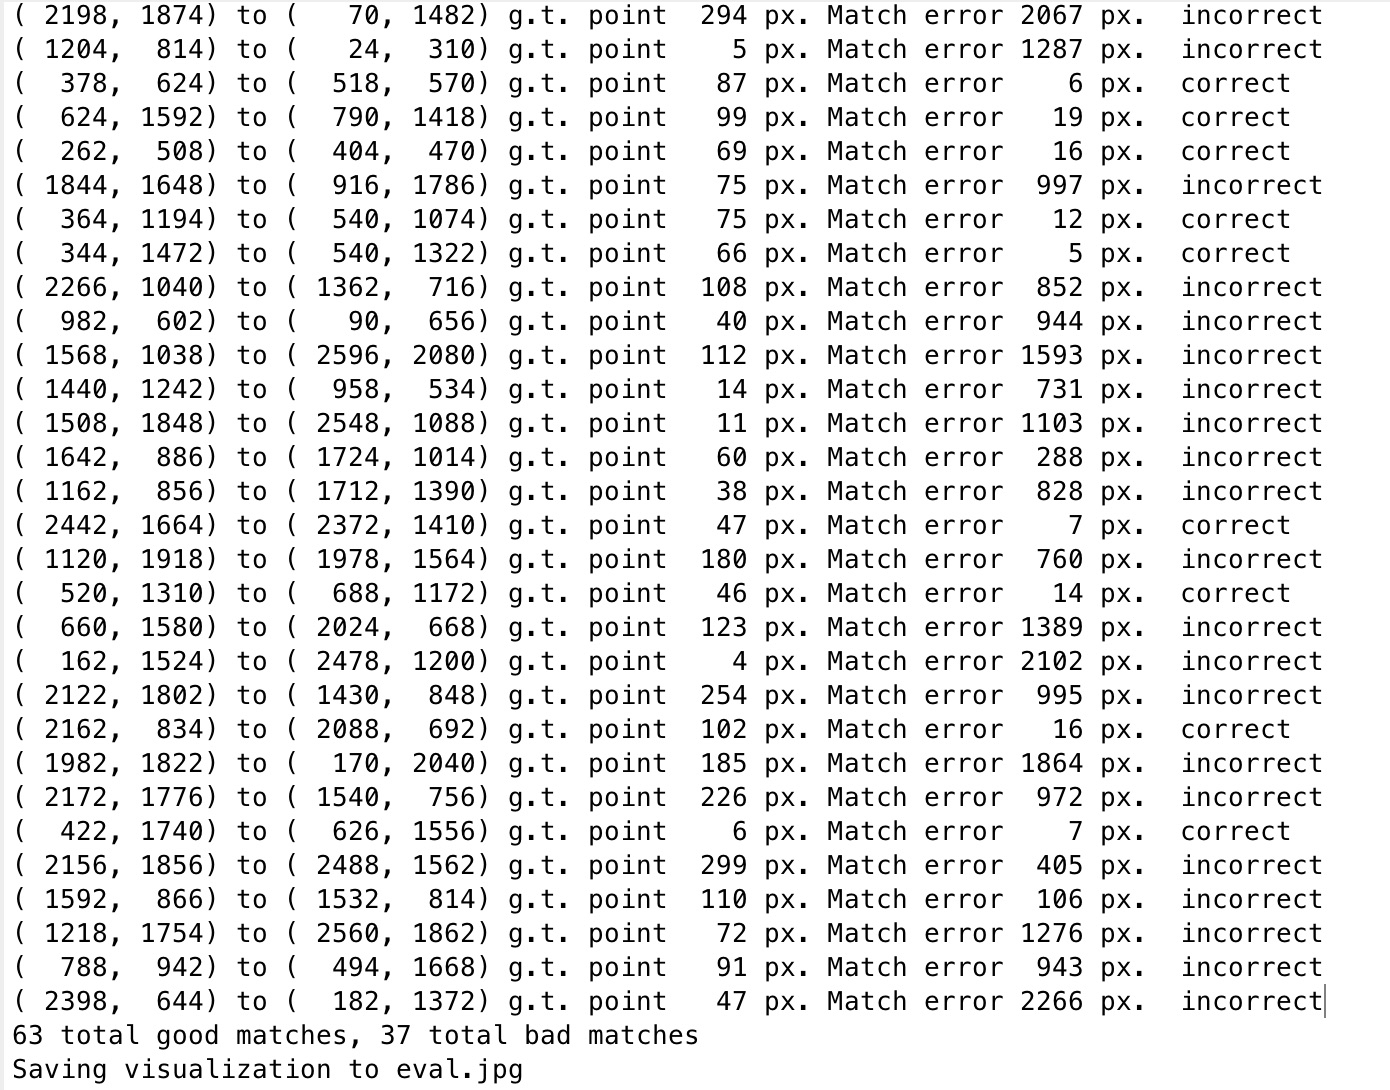 ( 2198, 1874) to (   70, 1482) g.t. point  294 px. Match error 2067 px.  incorrect
( 1204,  814) to (   24,  310) g.t. point    5 px. Match error 1287 px.  incorrect
(  378,  624) to (  518,  570) g.t. point   87 px. Match error    6 px.  correct
(  624, 1592) to (  790, 1418) g.t. point   99 px. Match error   19 px.  correct
(  262,  508) to (  404,  470) g.t. point   69 px. Match error   16 px.  correct
( 1844, 1648) to (  916, 1786) g.t. point   75 px. Match error  997 px.  incorrect
(  364, 1194) to (  540, 1074) g.t. point   75 px. Match error   12 px.  correct
(  344, 1472) to (  540, 1322) g.t. point   66 px. Match error    5 px.  correct
( 2266, 1040) to ( 1362,  716) g.t. point  108 px. Match error  852 px.  incorrect
(  982,  602) to (   90,  656) g.t. point   40 px. Match error  944 px.  incorrect
( 1568, 1038) to ( 2596, 2080) g.t. point  112 px. Match error 1593 px.  incorrect
( 1440, 1242) to (  958,  534) g.t. point   14 px. Match error  731 px.  incorrect
( 1508, 1848) to ( 2548, 1088) g.t. point   11 px. Match error 1103 px.  incorrect
( 1642,  886) to ( 1724, 1014) g.t. point   60 px. Match error  288 px.  incorrect
( 1162,  856) to ( 1712, 1390) g.t. point   38 px. Match error  828 px.  incorrect
( 2442, 1664) to ( 2372, 1410) g.t. point   47 px. Match error    7 px.  correct
( 1120, 1918) to ( 1978, 1564) g.t. point  180 px. Match error  760 px.  incorrect
(  520, 1310) to (  688, 1172) g.t. point   46 px. Match error   14 px.  correct
(  660, 1580) to ( 2024,  668) g.t. point  123 px. Match error 1389 px.  incorrect
(  162, 1524) to ( 2478, 1200) g.t. point    4 px. Match error 2102 px.  incorrect
( 2122, 1802) to ( 1430,  848) g.t. point  254 px. Match error  995 px.  incorrect
( 2162,  834) to ( 2088,  692) g.t. point  102 px. Match error   16 px.  correct
( 1982, 1822) to (  170, 2040) g.t. point  185 px. Match error 1864 px.  incorrect
( 2172, 1776) to ( 1540,  756) g.t. point  226 px. Match error  972 px.  incorrect
(  422, 1740) to (  626, 1556) g.t. point    6 px. Match error    7 px.  correct
( 2156, 1856) to ( 2488, 1562) g.t. point  299 px. Match error  405 px.  incorrect
( 1592,  866) to ( 1532,  814) g.t. point  110 px. Match error  106 px.  incorrect
( 1218, 1754) to ( 2560, 1862) g.t. point   72 px. Match error 1276 px.  incorrect
(  788,  942) to (  494, 1668) g.t. point   91 px. Match error  943 px.  incorrect
( 2398,  644) to (  182, 1372) g.t. point   47 px. Match error 2266 px.  incorrect
63 total good matches, 37 total bad matches
Saving visualization to eval.jpg